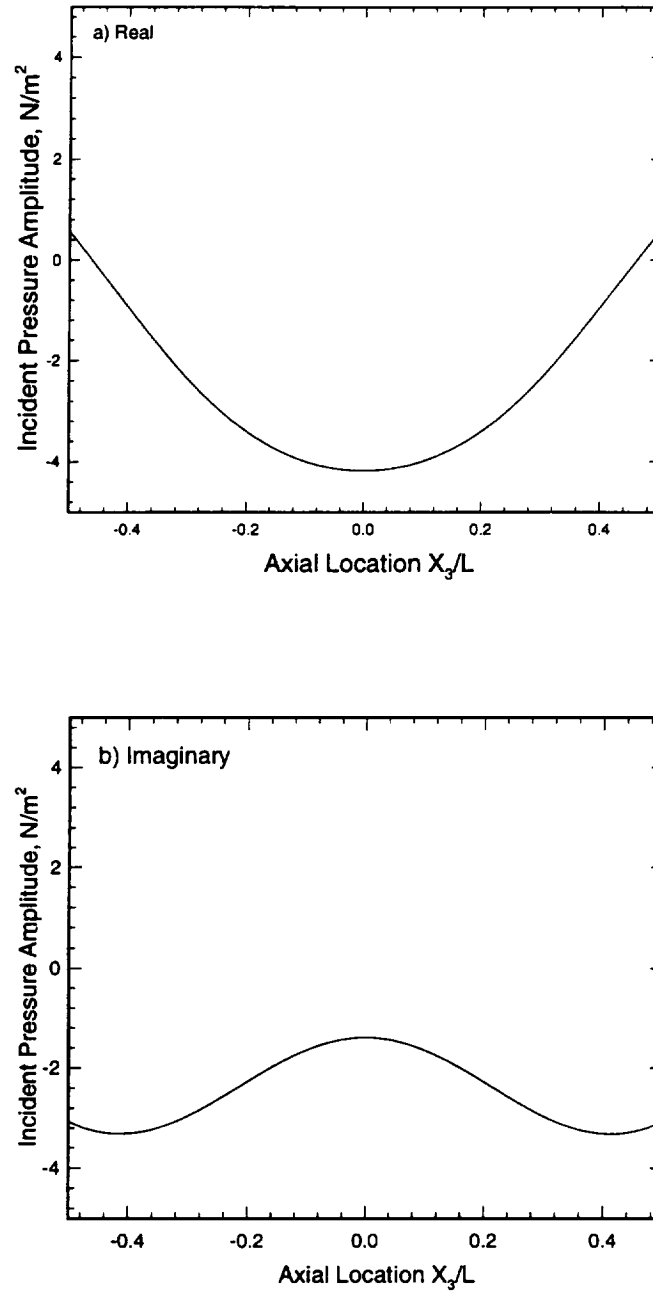 a) Real
Incident Pressure Amplitude, N/m²
4
2
0
-2
-4
-0.4 -0.2 0.0 0.2 0.4
Axial Location X₃/L
b) Imaginary
Incident Pressure Amplitude, N/m²
4
2
0
-2
-4
-0.4 -0.2 0.0 0.2 0.4
Axial Location X₃/L